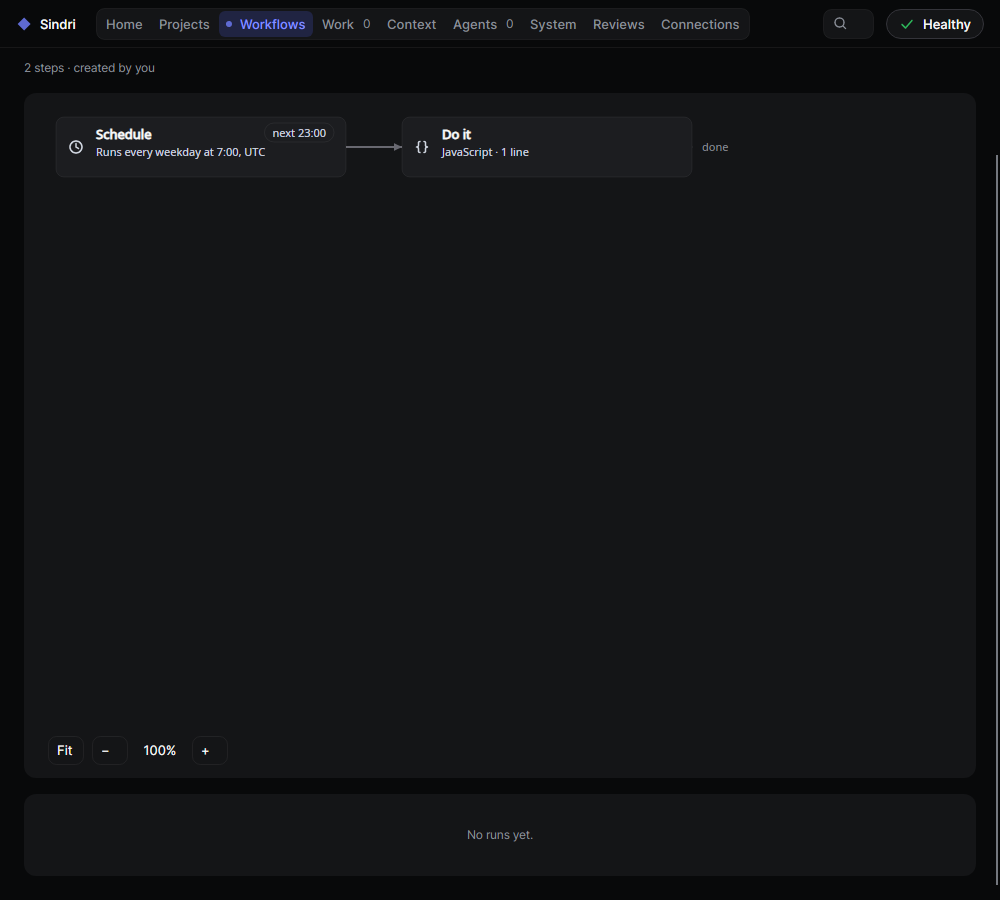 Sindri Home Projects Workflows Work 0 Context Agents 0 System Reviews Connections Healthy
2 steps · created by you
Schedule next 23:00
Runs every weekday at 7:00, UTC
Do it
{} JavaScript · 1 line
done
Fit − 100% +
No runs yet.